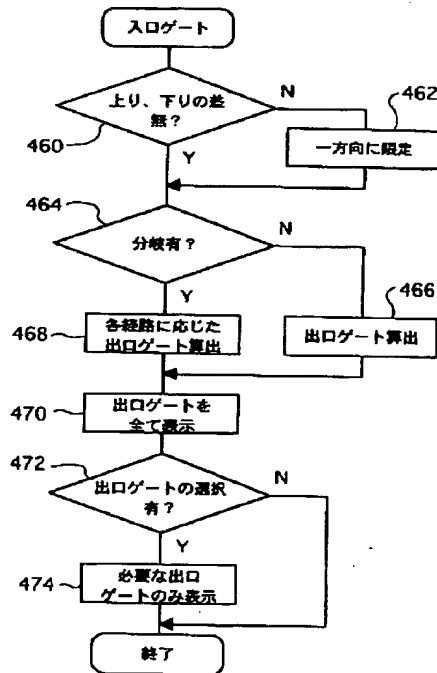 入口ゲート
上り、下りの差
無？
N
462
460
Y
一方向に限定
464
分岐有？
N
Y
466
468
各経路に応じた
出口ゲート算出
出口ゲート算出
470
出口ゲートを
全て表示
472
出口ゲートの選択
有？
N
Y
474
必要な出口
ゲートのみ表示
終了